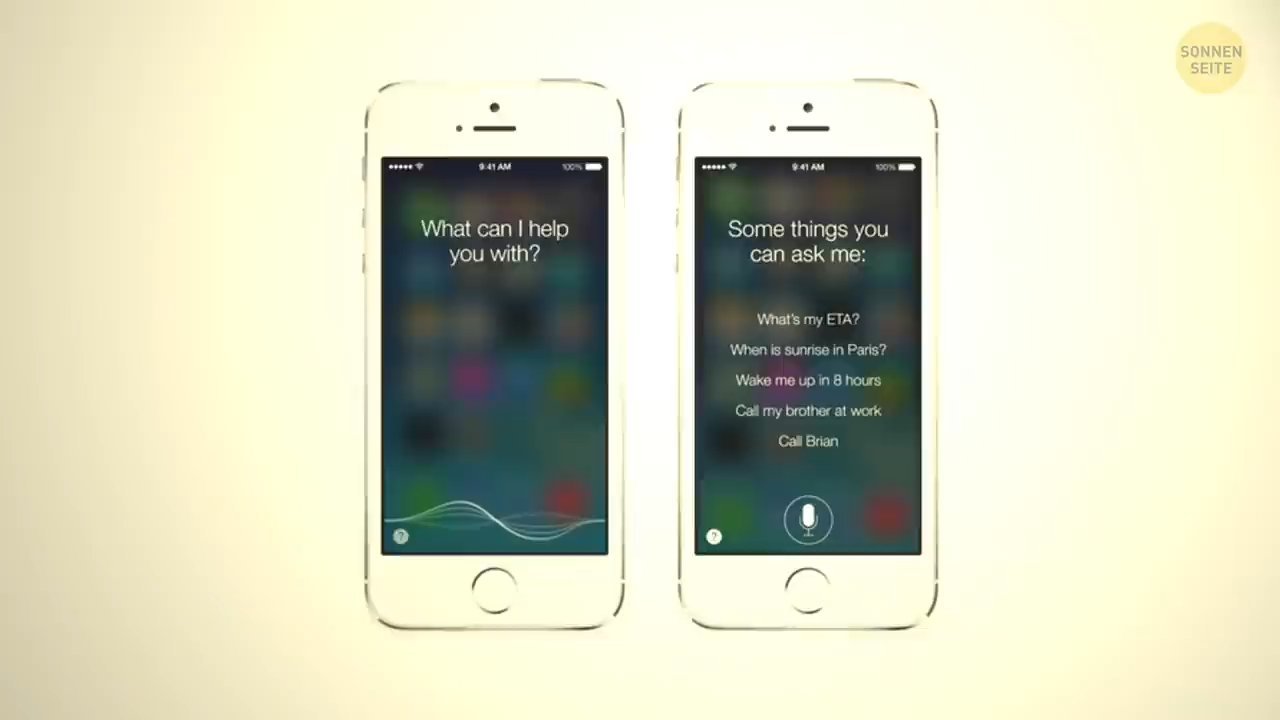 SONNEN
SEITE
9:41 AM
100%
What can I help
you with?
?
9:41 AM
100%
Some things you
can ask me:
What's my ETA?
When is sunrise in Paris?
Wake me up in 8 hours
Call my brother at work
Call Brian
?